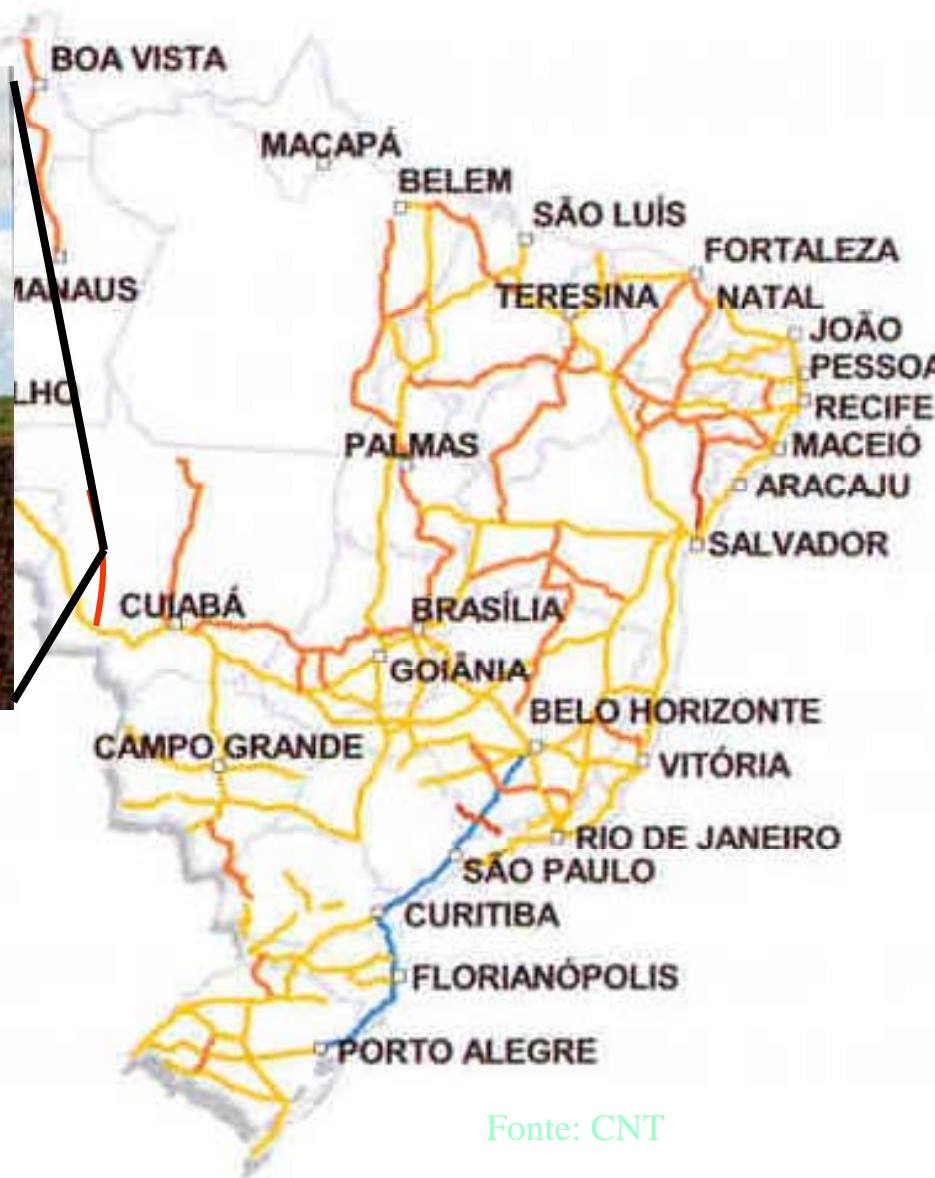 BOA VISTA
MACAPÁ
BELEM
SÃO LUÍS
FORTALEZA
MANAUS
TERESINA
NATAL
JOÃO
PESSOA
LHO
RECIFE
PALMAS
MACEIÓ
ARACAJU
SALVADOR
CUIABÁ
BRASÍLIA
GOIÂNIA
BELO HORIZONTE
CAMPO GRANDE
VITÓRIA
RIO DE JANEIRO
SÃO PAULO
CURITIBA
FLORIANÓPOLIS
PORTO ALEGRE
Fonte: CNT